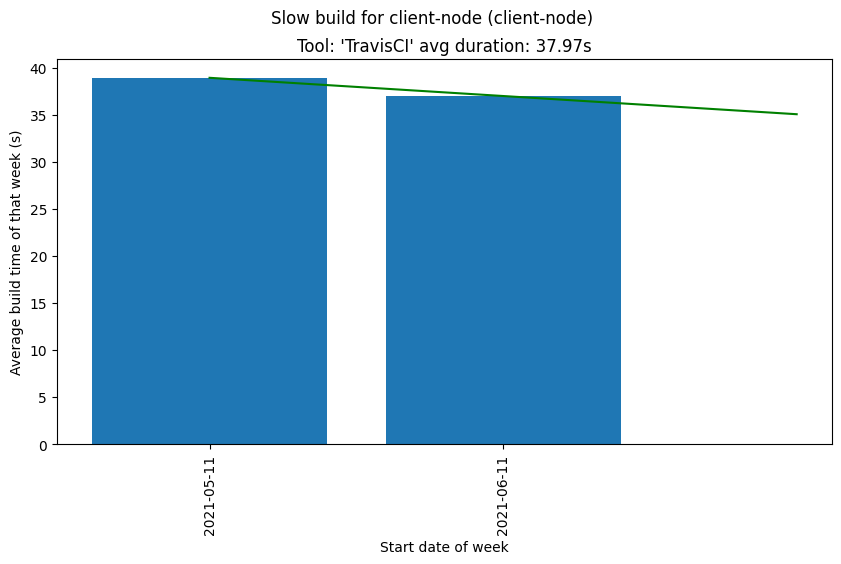 Slow build for client-node (client-node)
Tool: 'TravisCI' avg duration: 37.97s
Average build time of that week (s)
40
35
30
25
20
15
10
5
0
2021-05-11
2021-06-11
Start date of week